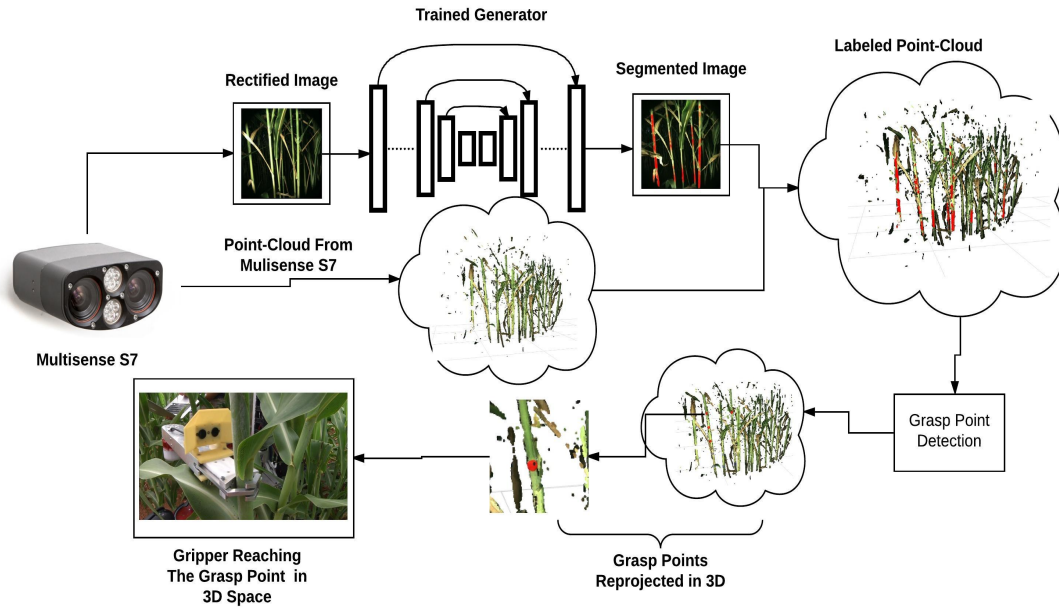 Trained Generator
Labeled Point-Cloud
Rectified Image
Segmented Image
Point-Cloud From
Mulisense S7
Multisense S7
Grasp Point
Detection
Gripper Reaching
The Grasp Point in
3D Space
Grasp Points
Reprojected in 3D